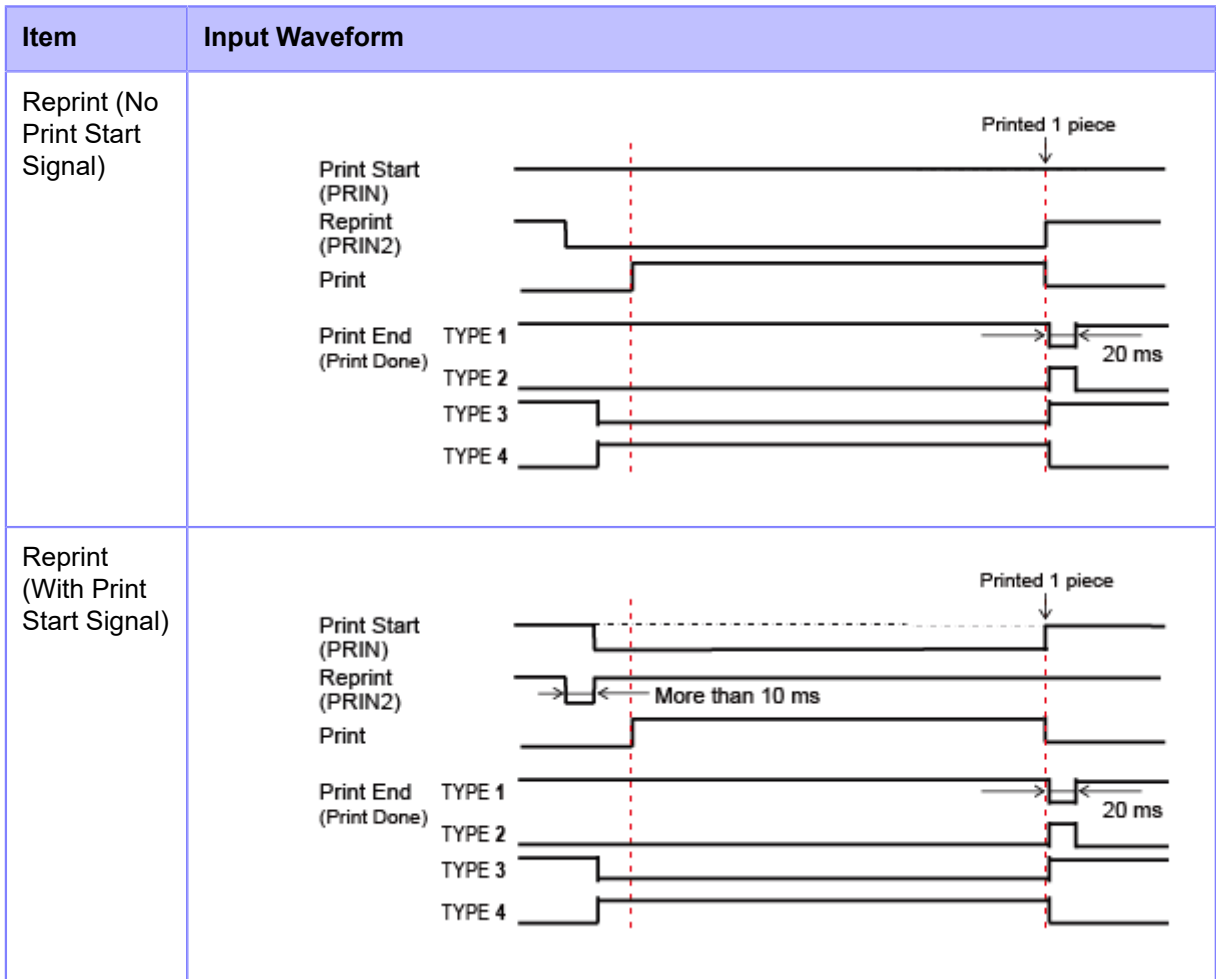 Item
Input Waveform
Reprint (No
Print Start
Signal)
Printed 1 piece
Print Start
(PRIN)
Reprint
(PRIN2)
Print
Print End
(Print Done)
TYPE 1
20 ms
TYPE 2
TYPE 3
TYPE 4
Reprint
(With Print
Start Signal)
Printed 1 piece
Print Start
(PRIN)
Reprint
(PRIN2)
More than 10 ms
Print
Print End
(Print Done)
TYPE 1
20 ms
TYPE 2
TYPE 3
TYPE 4